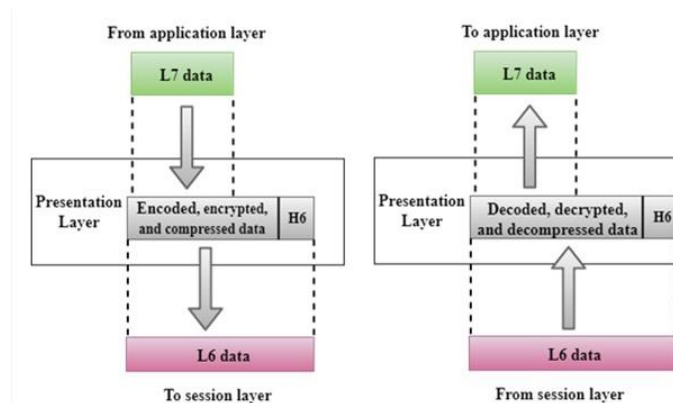 From application layer
L7 data
Presentation
Layer
Encoded, encrypted,
and compressed data
H6
L6 data
To session layer
To application layer
L7 data
Presentation
Layer
Decoded, decrypted,
and decompressed data
H6
L6 data
From session layer